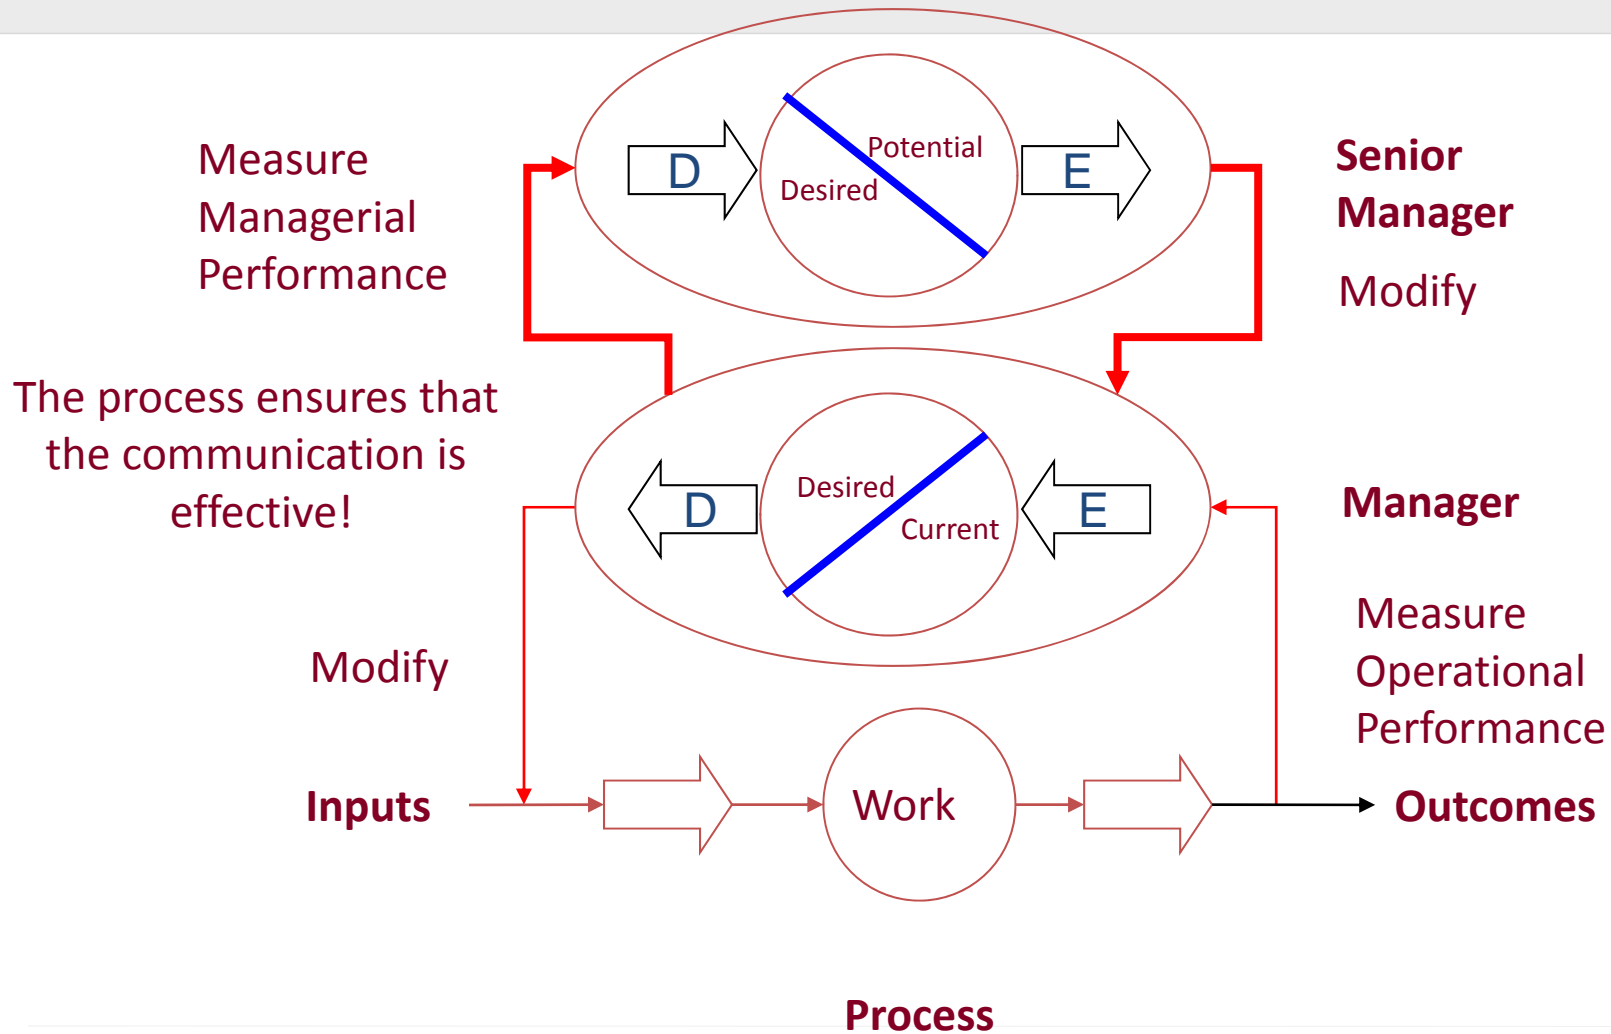 Measure
Managerial
Performance
D
Potential
Desired
E
Senior
Manager
Modify
The process ensures that
the communication is
effective!
D
Desired
Current
E
Manager
Modify
Measure
Operational
Performance
Inputs
Work
Outcomes
Process